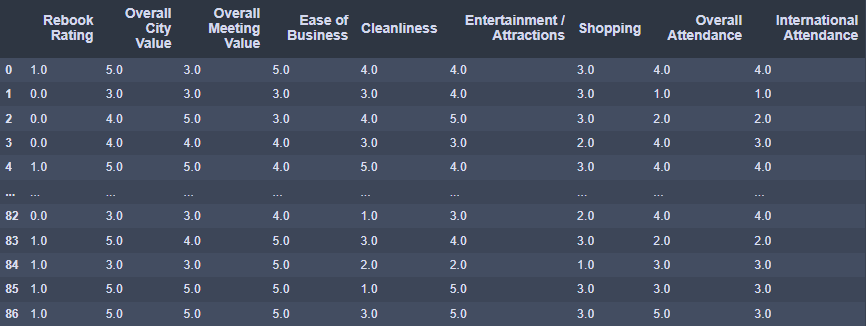 Rebook Rating Overall City Value Overall Meeting Value Ease of Business Cleanliness Entertainment / Attractions Shopping Overall Attendance International Attendance
0 1.0 5.0 3.0 5.0 4.0 4.0 3.0 4.0 4.0
1 0.0 3.0 3.0 3.0 3.0 4.0 3.0 1.0 1.0
2 0.0 4.0 5.0 3.0 4.0 5.0 3.0 2.0 2.0
3 0.0 4.0 4.0 4.0 3.0 3.0 2.0 4.0 3.0
4 1.0 5.0 5.0 4.0 5.0 4.0 3.0 4.0 3.0
... ... ... ... ... ... ... ... ... ...
82 0.0 3.0 3.0 4.0 1.0 3.0 2.0 4.0 4.0
83 1.0 5.0 4.0 5.0 3.0 4.0 3.0 2.0 2.0
84 1.0 3.0 3.0 5.0 2.0 2.0 1.0 3.0 3.0
85 1.0 5.0 5.0 5.0 1.0 5.0 3.0 3.0 3.0
86 1.0 5.0 5.0 5.0 3.0 5.0 3.0 5.0 3.0